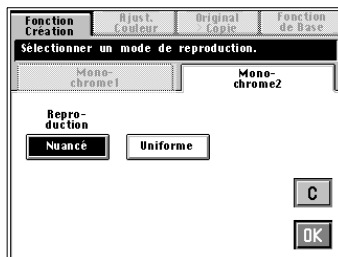 Fonction Création
Ajust. Couleur
Original > Copie
Fonction de Base
Sélectionner un mode de reproduction.
Mono-
chrome1
Mono-
chrome2
Repro-
duction
Nuancé
Uniforme
C
OK